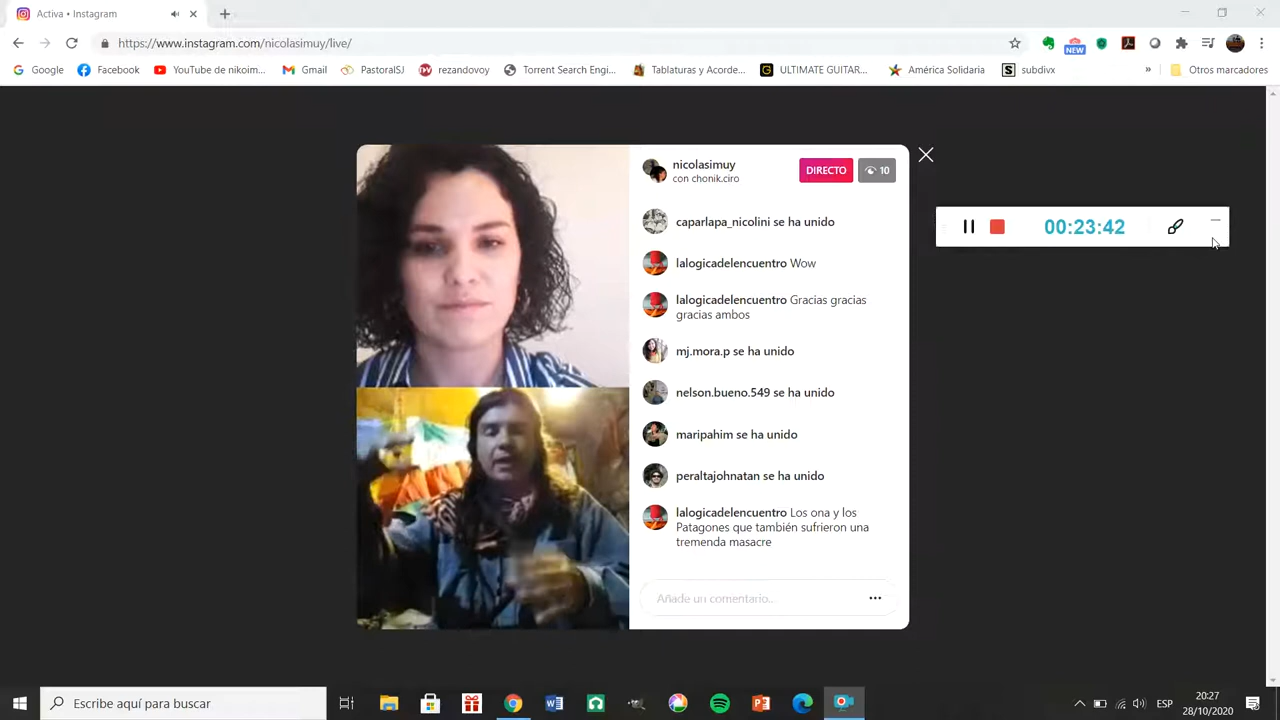 Activa • Instagram
https://www.instagram.com/nicolasimuy/live/
NEW
Google
Facebook
YouTube de nikoim...
Gmail
PastoralSJ
rezandovoy
Torrent Search Engi...
Tablaturas y Acorde...
ULTIMATE GUITAR...
América Solidaria
subdivx
»
Otros marcadores
nicolasimuy
con chonik.ciro
DIRECTO
10
caparlapa_nicolini se ha unido
lalogicadelencuentro Wow
lalogicadelencuentro Gracias gracias
gracias ambos
mj.mora.p se ha unido
nelson.bueno.549 se ha unido
maripahim se ha unido
peraltajohnatan se ha unido
lalogicadelencuentro Los ona y los
Patagones que también sufrieron una
tremenda masacre
Añade un comentario...
00:23:42
Escribe aquí para buscar
ESP
20:27
28/10/2020